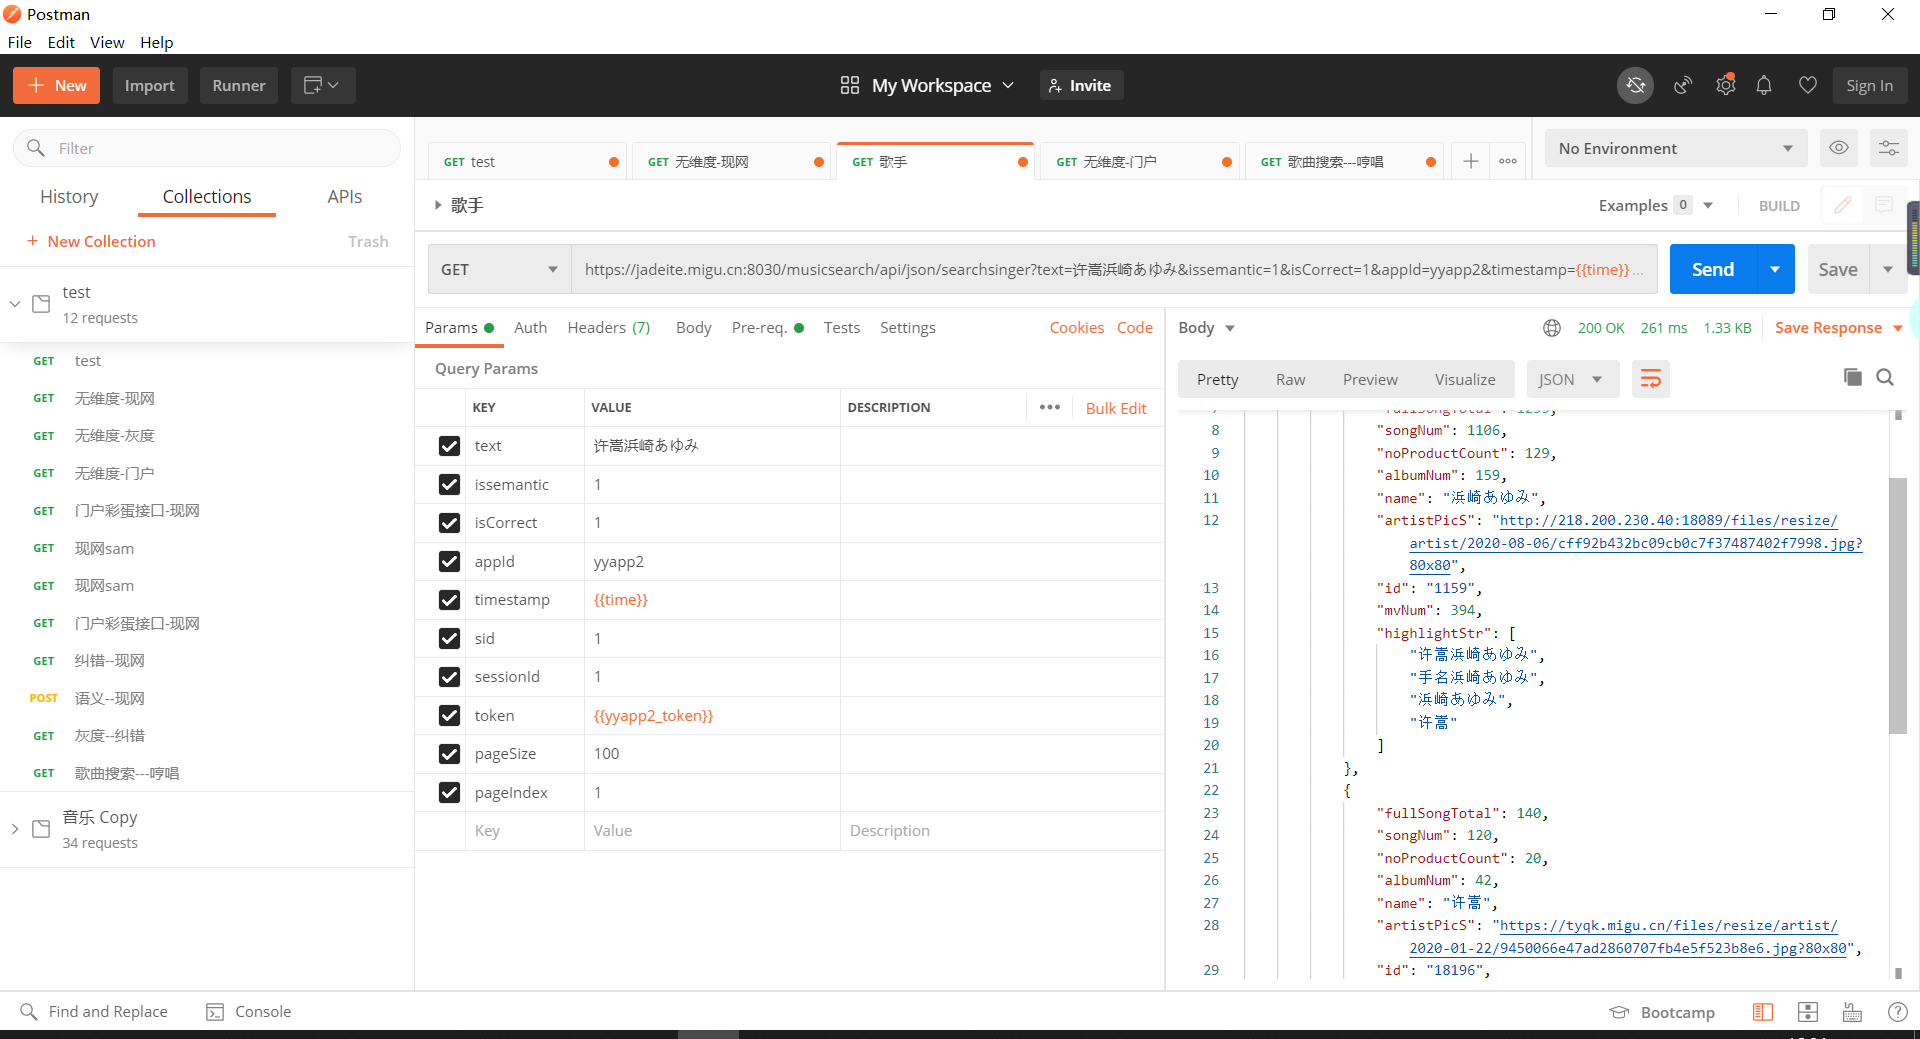 Postman
File Edit View Help
New Import Runner My Workspace Invite Sign In
Filter
History Collections APIs
+ New Collection Trash
test
12 requests
GET test
GET 无维度-现网
GET 无维度-灰度
GET 无维度-门户
GET 门户彩蛋接口-现网
GET 现网sam
GET 现网sam
GET 门户彩蛋接口-现网
GET 纠错--现网
POST 语义--现网
GET 灰度--纠错
GET 歌曲搜索---哼唱
音乐 Copy
34 requests
GET test GET 无维度-现网 GET 歌手 GET 无维度-门户 GET 歌曲搜索---哼唱 No Environment
歌手 Examples 0 BUILD
GET https://jadeite.migu.cn:8030/musicsearch/api/json/searchsinger?text=许嵩浜崎あゆみ&issemantic=1&isCorrect=1&appId=yyapp2&timestamp={{time}} ... Send Save
Params Auth Headers (7) Body Pre-req. Tests Settings Cookies Code
Query Params
KEY VALUE DESCRIPTION ••• Bulk Edit
text 许嵩浜崎あゆみ
issemantic 1
isCorrect 1
appId yyapp2
timestamp {{time}}
sid 1
sessionId 1
token {{yyapp2_token}}
pageSize 100
pageIndex 1
Key Value Description
Body 200 OK 261 ms 1.33 KB Save Response
Pretty Raw Preview Visualize JSON
7 "fullSongTotal": 1235,
8 "songNum": 1106,
9 "noProductCount": 129,
10 "albumNum": 159,
11 "name": "浜崎あゆみ",
12 "artistPicS": "http://218.200.230.40:18089/files/resize/
artist/2020-08-06/cff92b432bc09cb0c7f37487402f7998.jpg?
80x80",
13 "id": "1159",
14 "mvNum": 394,
15 "highlightStr": [
16 "许嵩浜崎あゆみ",
17 "手名浜崎あゆみ",
18 "浜崎あゆみ",
19 "许嵩"
20 ]
21 },
22 {
23 "fullSongTotal": 140,
24 "songNum": 120,
25 "noProductCount": 20,
26 "albumNum": 42,
27 "name": "许嵩",
28 "artistPicS": "https://tyqk.migu.cn/files/resize/artist/
2020-01-22/9450066e47ad2860707fb4e5f523b8e6.jpg?80x80",
29 "id": "18196",
Find and Replace Console Bootcamp